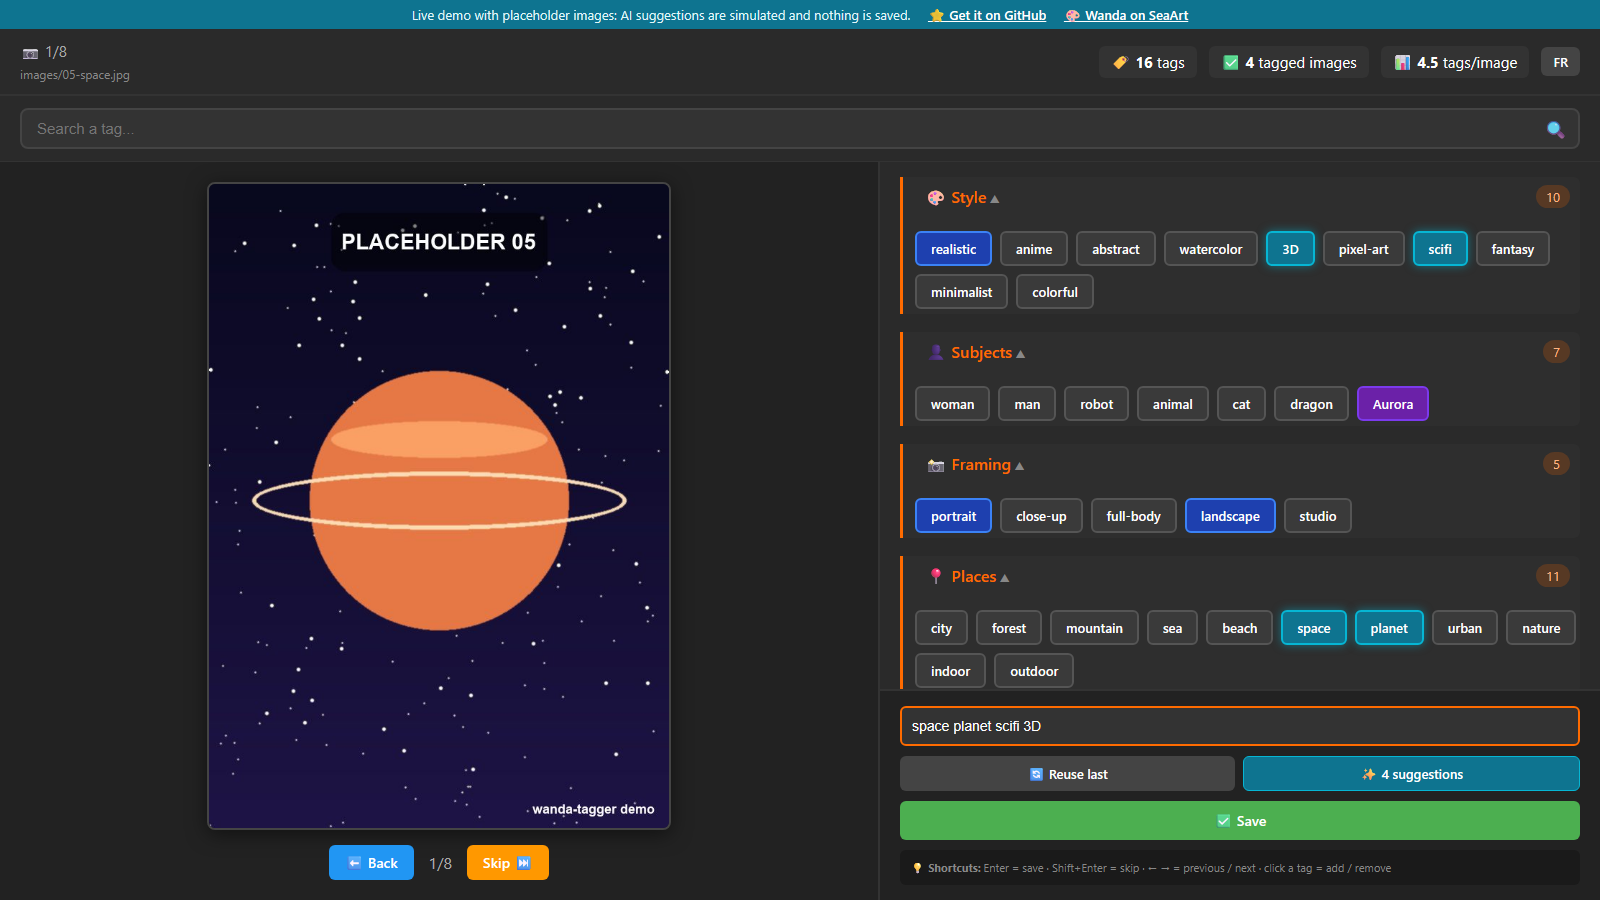 Live demo with placeholder images: AI suggestions are simulated and nothing is saved. Get it on GitHub Wanda on SeaArt
1/8
images/05-space.jpg
16 tags
4 tagged images
4.5 tags/image
FR
Search a tag...
PLACEHOLDER 05
wanda-tagger demo
Back
1/8
Skip
Style
10
realistic anime abstract watercolor 3D pixel-art scifi fantasy
minimalist colorful
Subjects
7
woman man robot animal cat dragon Aurora
Framing
5
portrait close-up full-body landscape studio
Places
11
city forest mountain sea beach space planet urban nature
indoor outdoor
space planet scifi 3D
Reuse last
4 suggestions
Save
Shortcuts: Enter = save · Shift+Enter = skip · ← → = previous / next · click a tag = add / remove